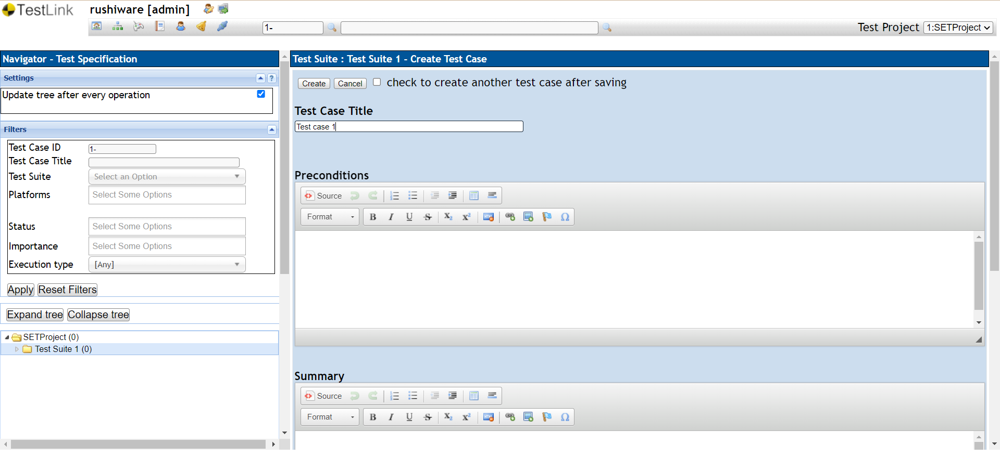 TestLink
rushiware [admin]
1-
Test Project 1:SETProject
Navigator - Test Specification
Settings
?
Update tree after every operation
Filters
Test Case ID 1-
Test Case Title
Test Suite Select an Option
Platforms Select Some Options
Status Select Some Options
Importance Select Some Options
Execution type [Any]
Apply Reset Filters
Expand tree Collapse tree
SETProject (0)
Test Suite 1 (0)
Test Suite : Test Suite 1 - Create Test Case
Create Cancel check to create another test case after saving
Test Case Title
Test case 1
Preconditions
Source
Format B I U S X₂ x² Ω
Summary
Source
Format B I U S X₂ x² Ω